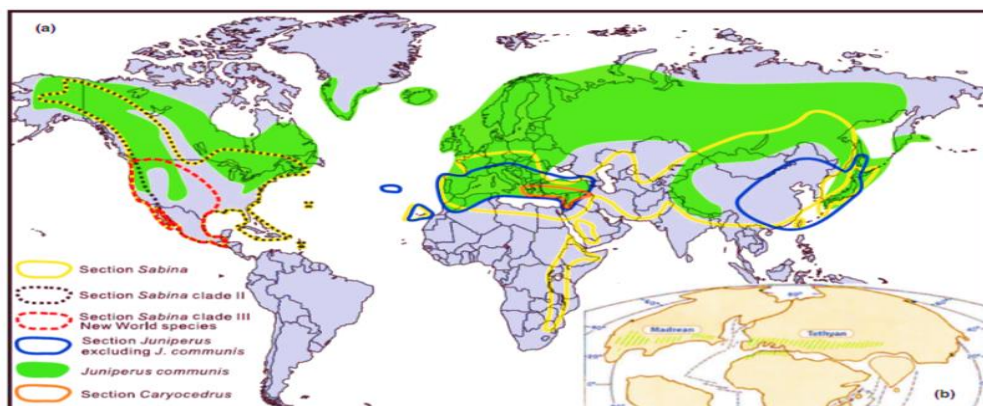 (a)
Section Sabina
Section Sabina clade II
Section Sabina clade III
New World species
Section Juniperus
excluding J. communis
Juniperus communis
Section Caryocedrus
Madrean
Tethyan
(b)